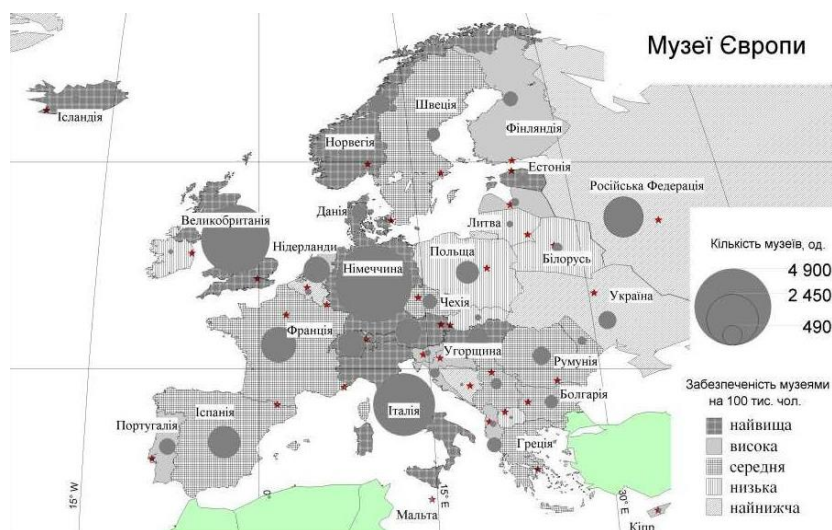 Музеї Європи
Ісландія
Швеція
Фінляндія
Норвегія
Естонія
Російська Федерація
Данія
Великобританія
Литва
Нідерланди
Польща
Білорусь
Німеччина
Україна
Чехія
Франція
Угорщина
Румунія
Болгарія
Іспанія
Італія
Португалія
Греція
Мальта
Кіпр
15° W
0°
15° E
30° E
Кількість музеїв, од.
4 900
2 450
490
Забезпеченість музеями
на 100 тис. чол.
найвища
висока
середня
низька
найнижча